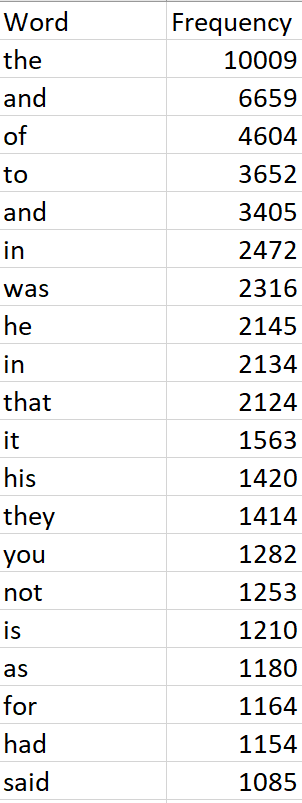 Word Frequency
the 10009
and 6659
of 4604
to 3652
and 3405
in 2472
was 2316
he 2145
in 2134
that 2124
it 1563
his 1420
they 1414
you 1282
not 1253
is 1210
as 1180
for 1164
had 1154
said 1085